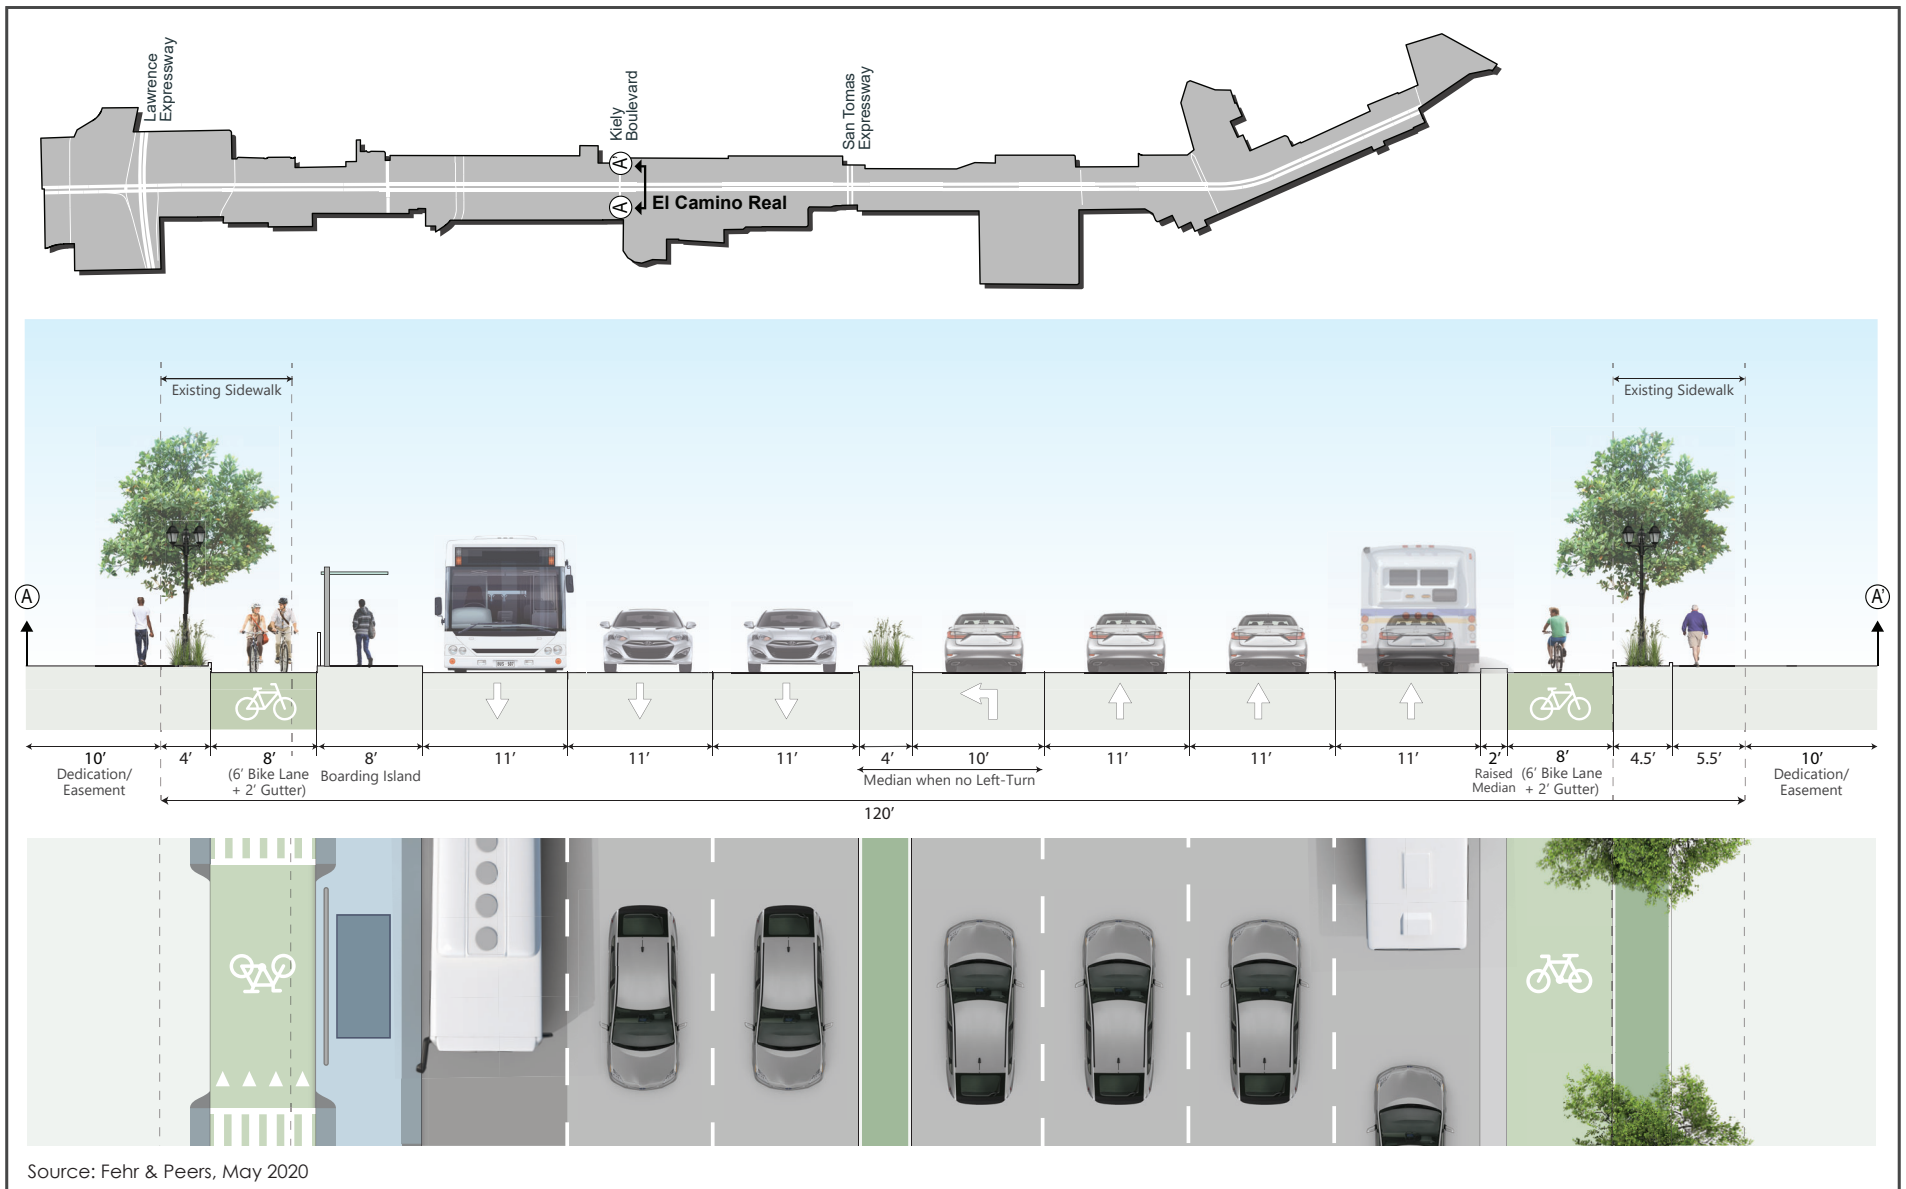 Lawrence
Expressway
Kiely
Boulevard
San Tomas
Expressway
A'
A
El Camino Real
Existing Sidewalk
Existing Sidewalk
A
A'
10’
4’
8’
8’
11’
11’
11’
4’
10’
11’
11’
11’
2’
8’
4.5’
5.5’
10’
Dedication/
Easement
(6’ Bike Lane
+ 2’ Gutter)
Boarding Island
Median when no Left-Turn
Raised
Median
(6’ Bike Lane
+ 2’ Gutter)
Dedication/
Easement
120’
Source: Fehr & Peers, May 2020